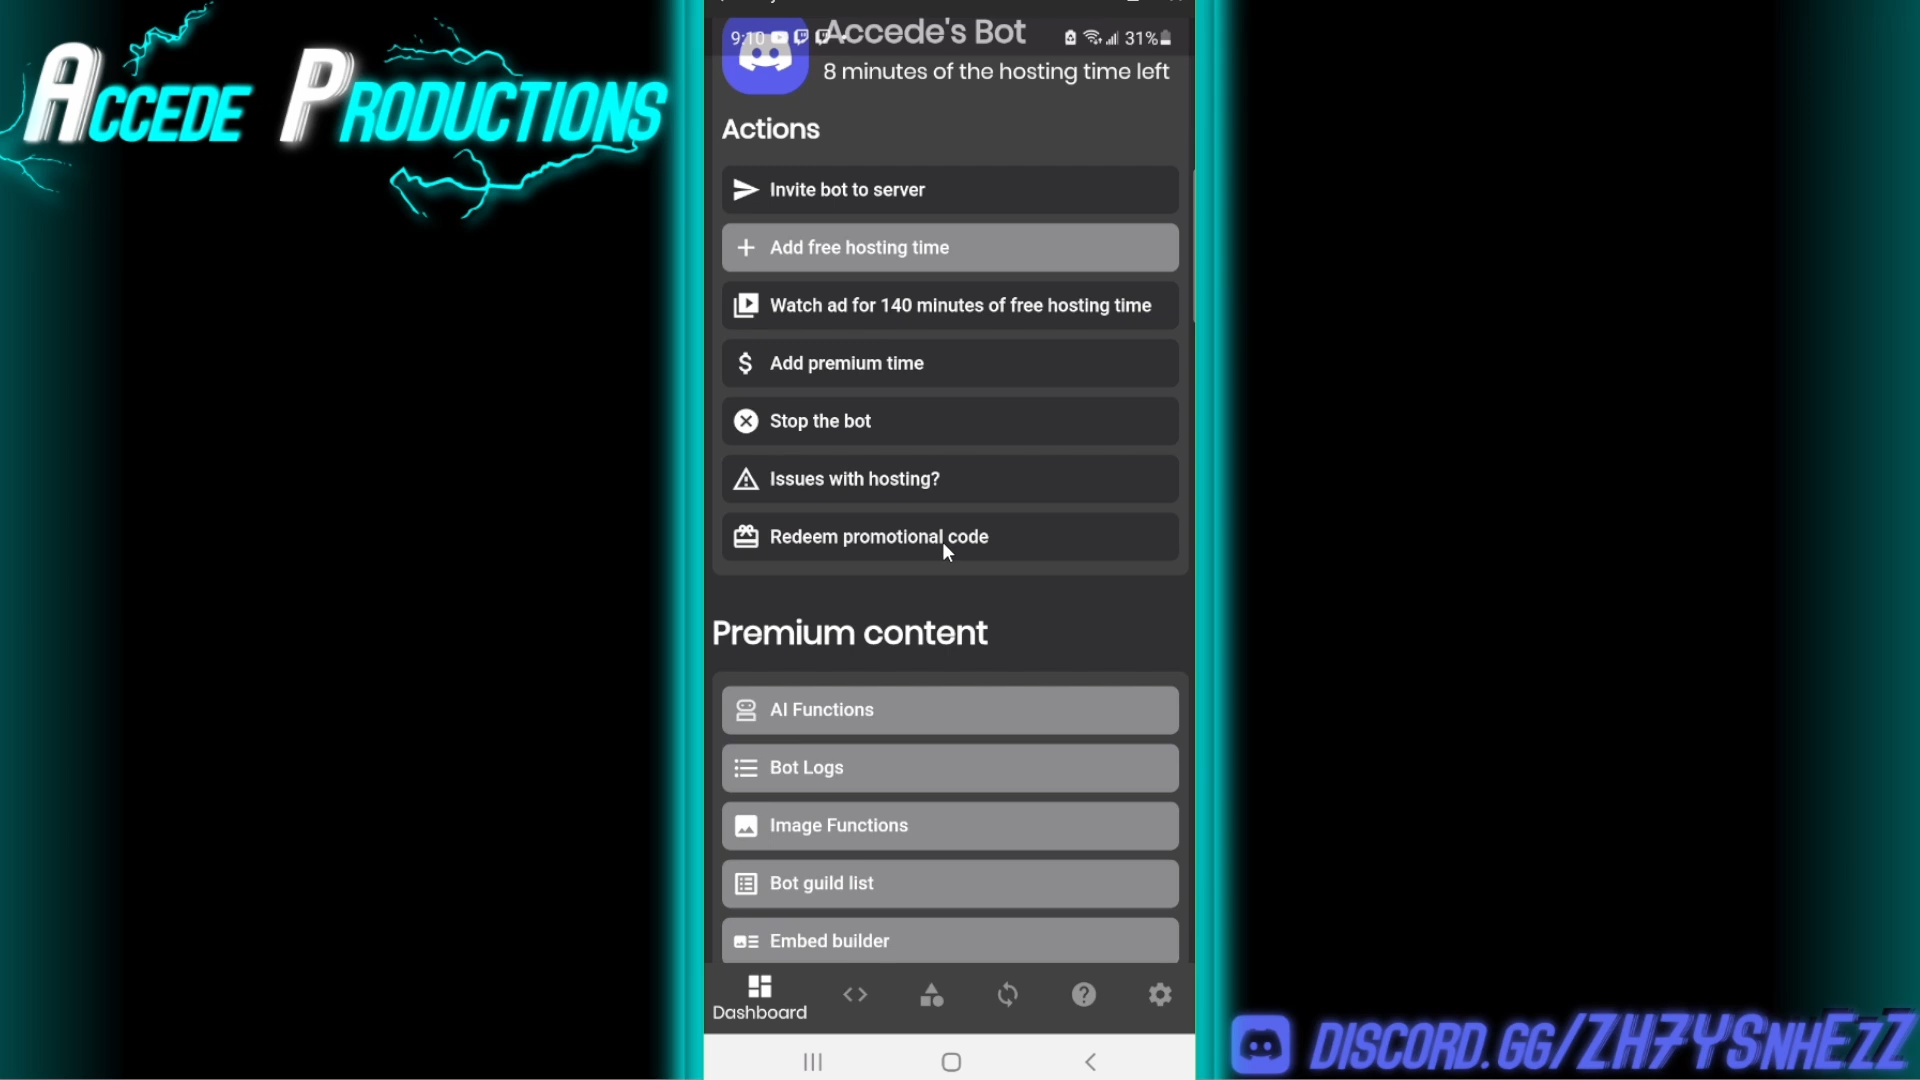 ACCEDE PRODUCTIONS
Accede's Bot
9:10
31%
8 minutes of the hosting time left
Actions
Invite bot to server
Add free hosting time
Watch ad for 140 minutes of free hosting time
Add premium time
Stop the bot
Issues with hosting?
Redeem promotional code
Premium content
AI Functions
Bot Logs
Image Functions
Bot guild list
Embed builder
Dashboard
DISCORD.GG/ZH7YSNHEZZ